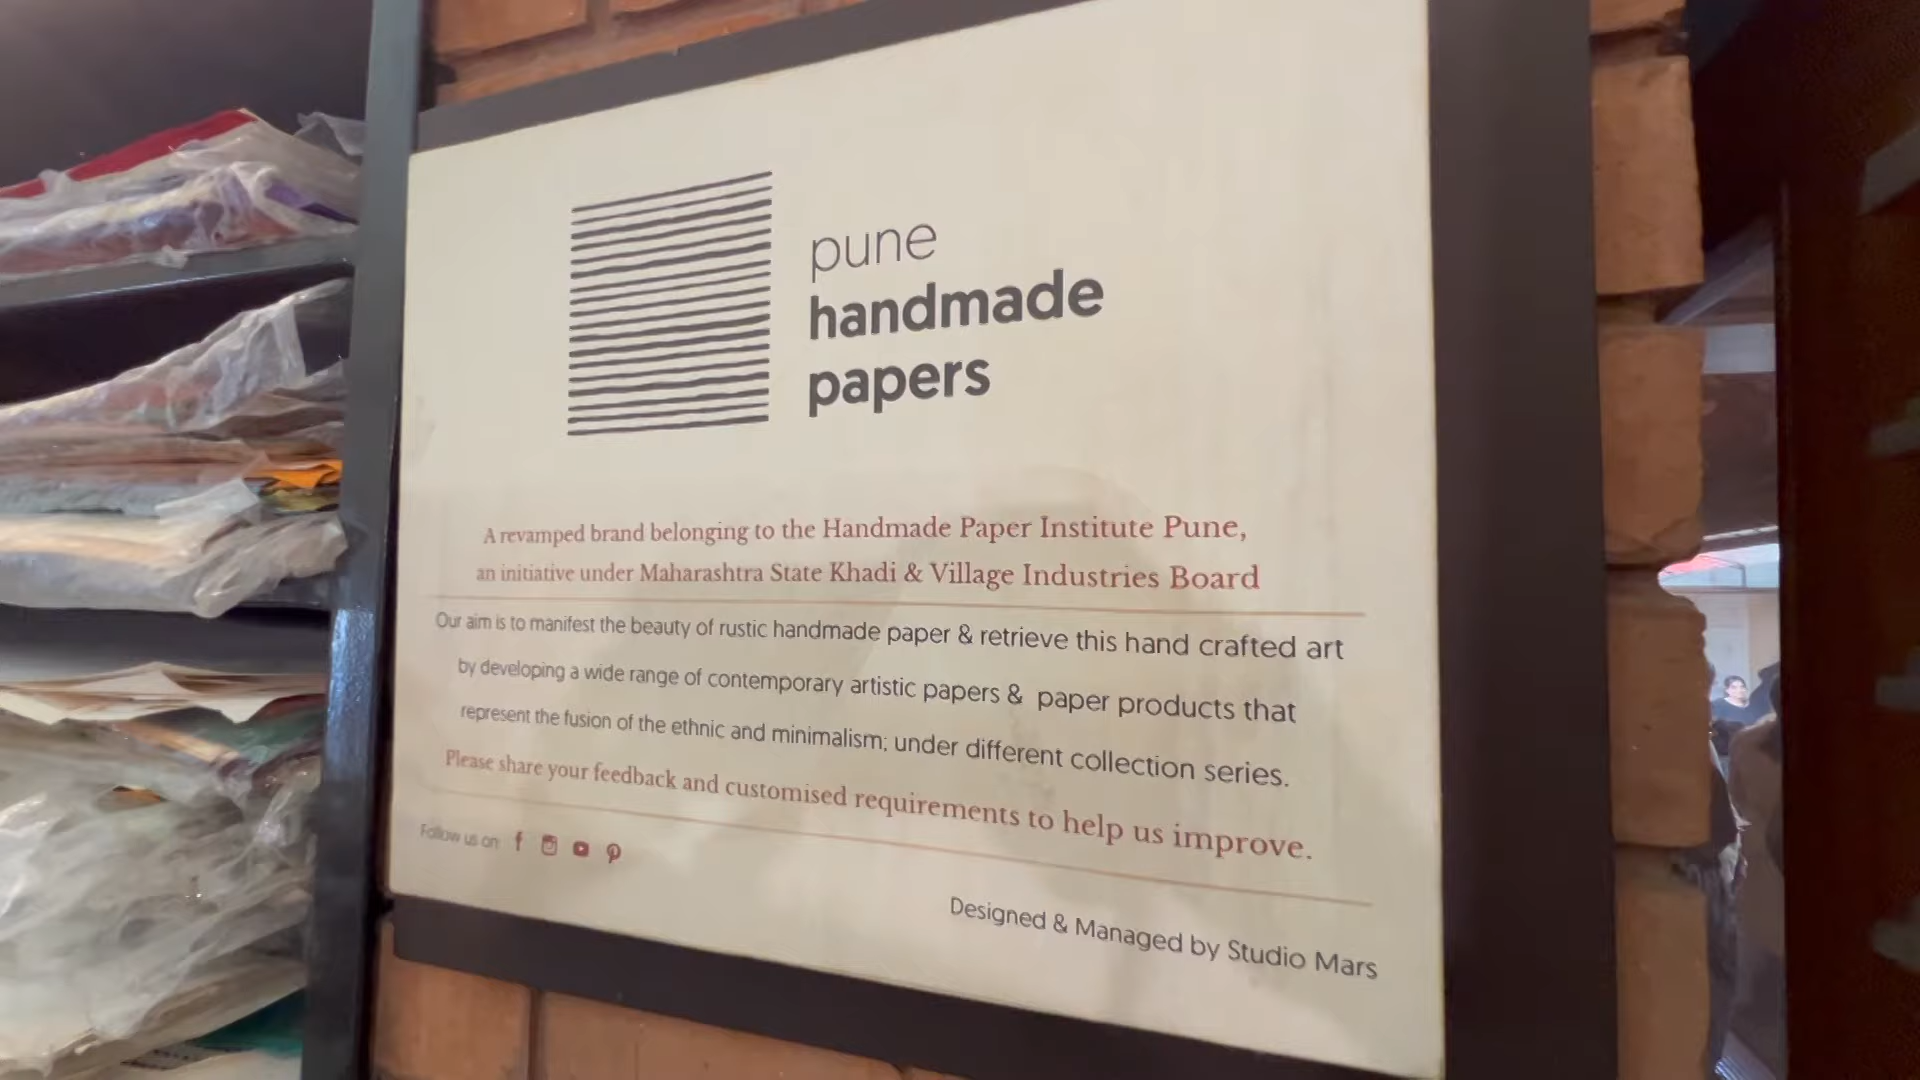 pune
handmade
papers
A revamped brand belonging to the Handmade Paper Institute Pune,
an initiative under Maharashtra State Khadi & Village Industries Board
Our aim is to manifest the beauty of rustic handmade paper & retrieve this hand crafted art
by developing a wide range of contemporary artistic papers & paper products that
represent the fusion of the ethnic and minimalism; under different collection series.
Please share your feedback and customised requirements to help us improve.
Follow us on
Designed & Managed by Studio Mars